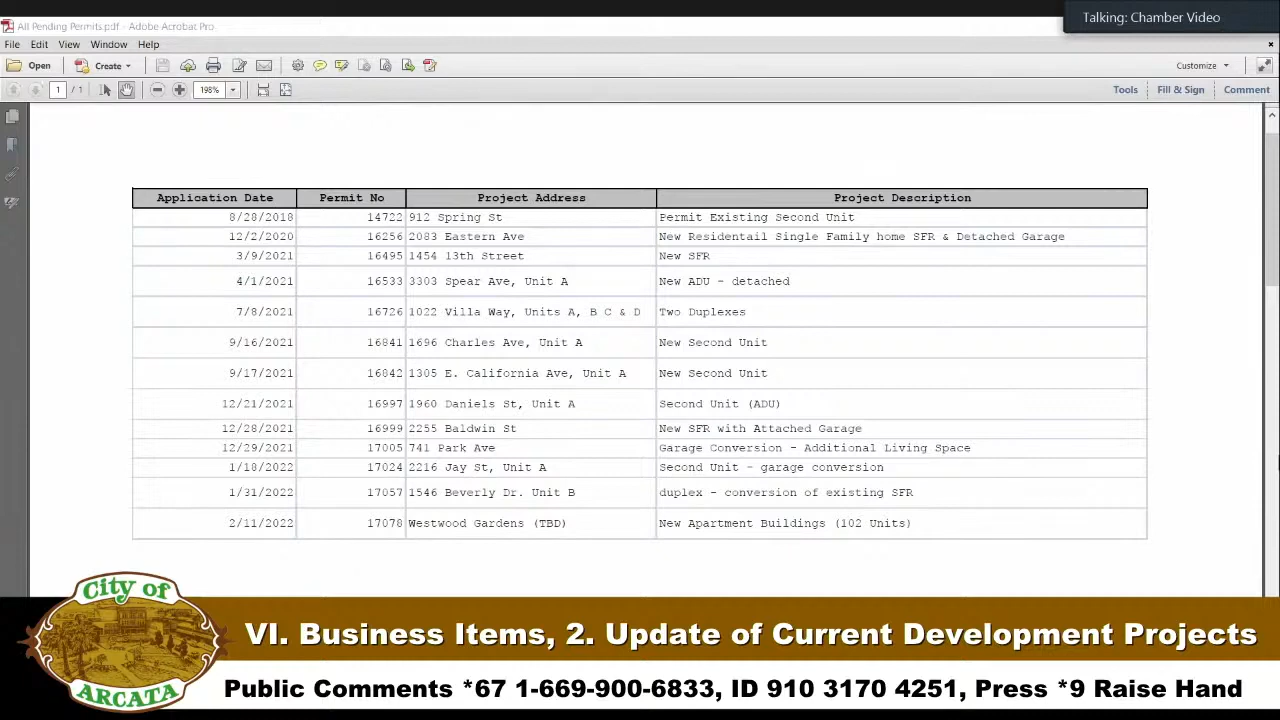 Talking: Chamber Video
All Pending Permits.pdf - Adobe Acrobat Pro
File Edit View Window Help
Open Create Customize
1 / 1 198% Tools Fill & Sign Comment
Application Date Permit No Project Address Project Description
8/28/2018 14722 912 Spring St Permit Existing Second Unit
12/2/2020 16256 2083 Eastern Ave New Residentail Single Family home SFR & Detached Garage
3/9/2021 16495 1454 13th Street New SFR
4/1/2021 16533 3303 Spear Ave, Unit A New ADU - detached
7/8/2021 16726 1022 Villa Way, Units A, B C & D Two Duplexes
9/16/2021 16841 1696 Charles Ave, Unit A New Second Unit
9/17/2021 16842 1305 E. California Ave, Unit A New Second Unit
12/21/2021 16997 1960 Daniels St, Unit A Second Unit (ADU)
12/28/2021 16999 2255 Baldwin St New SFR with Attached Garage
12/29/2021 17005 741 Park Ave Garage Conversion - Additional Living Space
1/18/2022 17024 2216 Jay St, Unit A Second Unit - garage conversion
1/31/2022 17057 1546 Beverly Dr. Unit B duplex - conversion of existing SFR
2/11/2022 17078 Westwood Gardens (TBD) New Apartment Buildings (102 Units)
City of
ARCATA
VI. Business Items, 2. Update of Current Development Projects
Public Comments *67 1-669-900-6833, ID 910 3170 4251, Press *9 Raise Hand